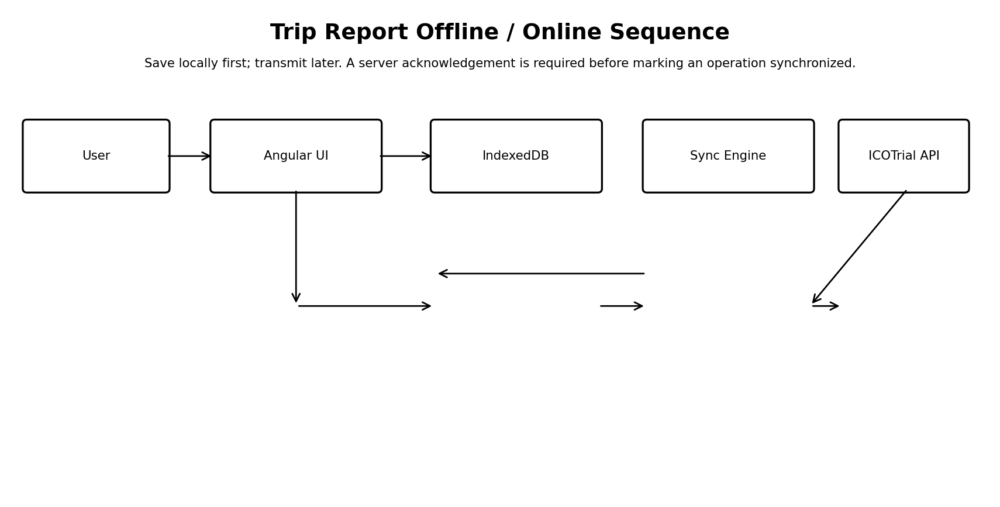 Trip Report Offline / Online Sequence
Save locally first; transmit later. A server acknowledgement is required before marking an operation synchronized.
User
Angular UI
IndexedDB
Sync Engine
ICOTrial API